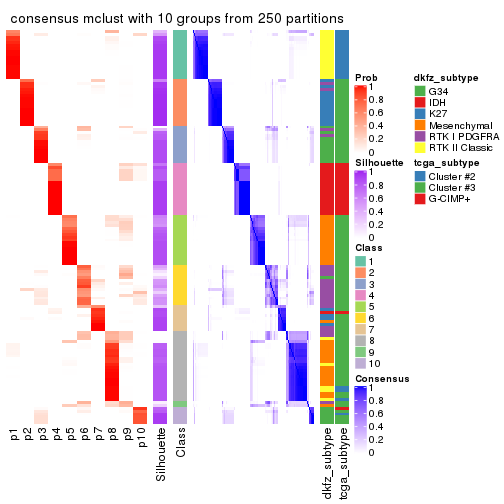 consensus mclust with 10 groups from 250 partitions
Prob
1
0.8
0.6
0.4
0.2
0
Silhouette
1
0.8
0.6
0.4
0.2
0
Class
1
2
3
4
5
6
7
8
9
10
Consensus
1
0.8
0.6
0.4
0.2
0
dkfz_subtype
G34
IDH
K27
Mesenchymal
RTK I PDGFRA
RTK II Classic
tcga_subtype
Cluster #2
Cluster #3
G-CIMP+
p1
p2
p3
p4
p5
p6
p7
p8
p9
p10
Silhouette
Class
dkfz_subtype
tcga_subtype